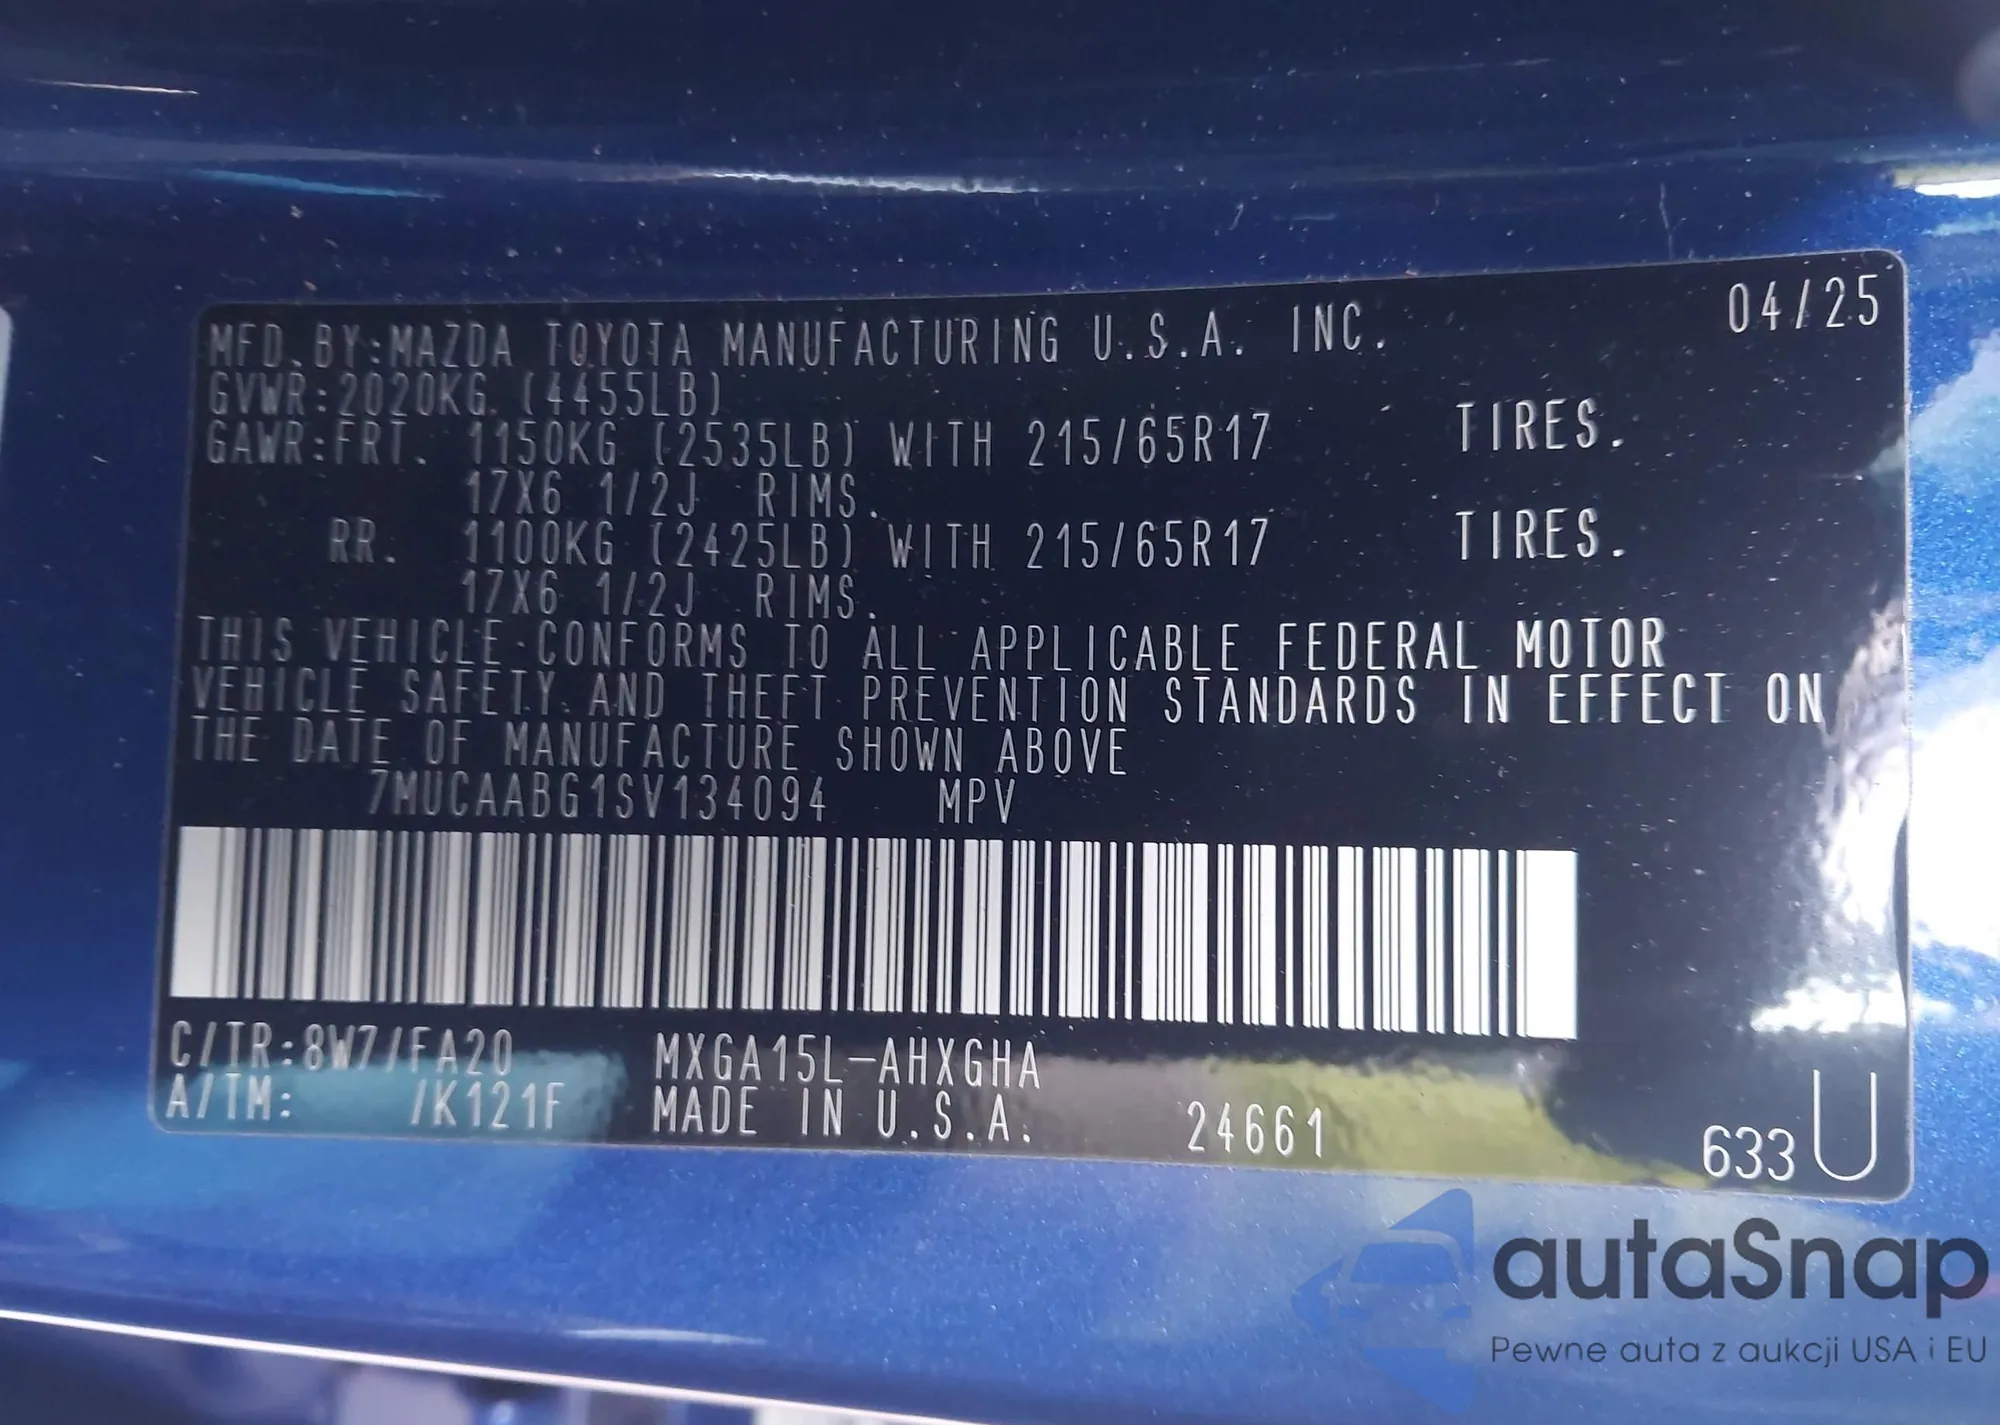 04/25
MFD.BY:MAZDA TOYOTA MANUFACTURING U.S.A. INC.
GVWR:2020KG (4455LB)
GAWR:FRT. 1150KG (2535LB) WITH 215/65R17 TIRES.
17X6 1/2J RIMS.
RR. 1100KG (2425LB) WITH 215/65R17 TIRES.
17X6 1/2J RIMS.
THIS VEHICLE CONFORMS TO ALL APPLICABLE FEDERAL MOTOR
VEHICLE SAFETY AND THEFT PREVENTION STANDARDS IN EFFECT ON
THE DATE OF MANUFACTURE SHOWN ABOVE
7MUCAABG1SV134094 MPV
C/TR:8W7/FA20 MXGA15L-AHXGHA
A/TM: /K121F MADE IN U.S.A. 24661 633U
autaSnap
Pewne auta z aukcji USA i EU